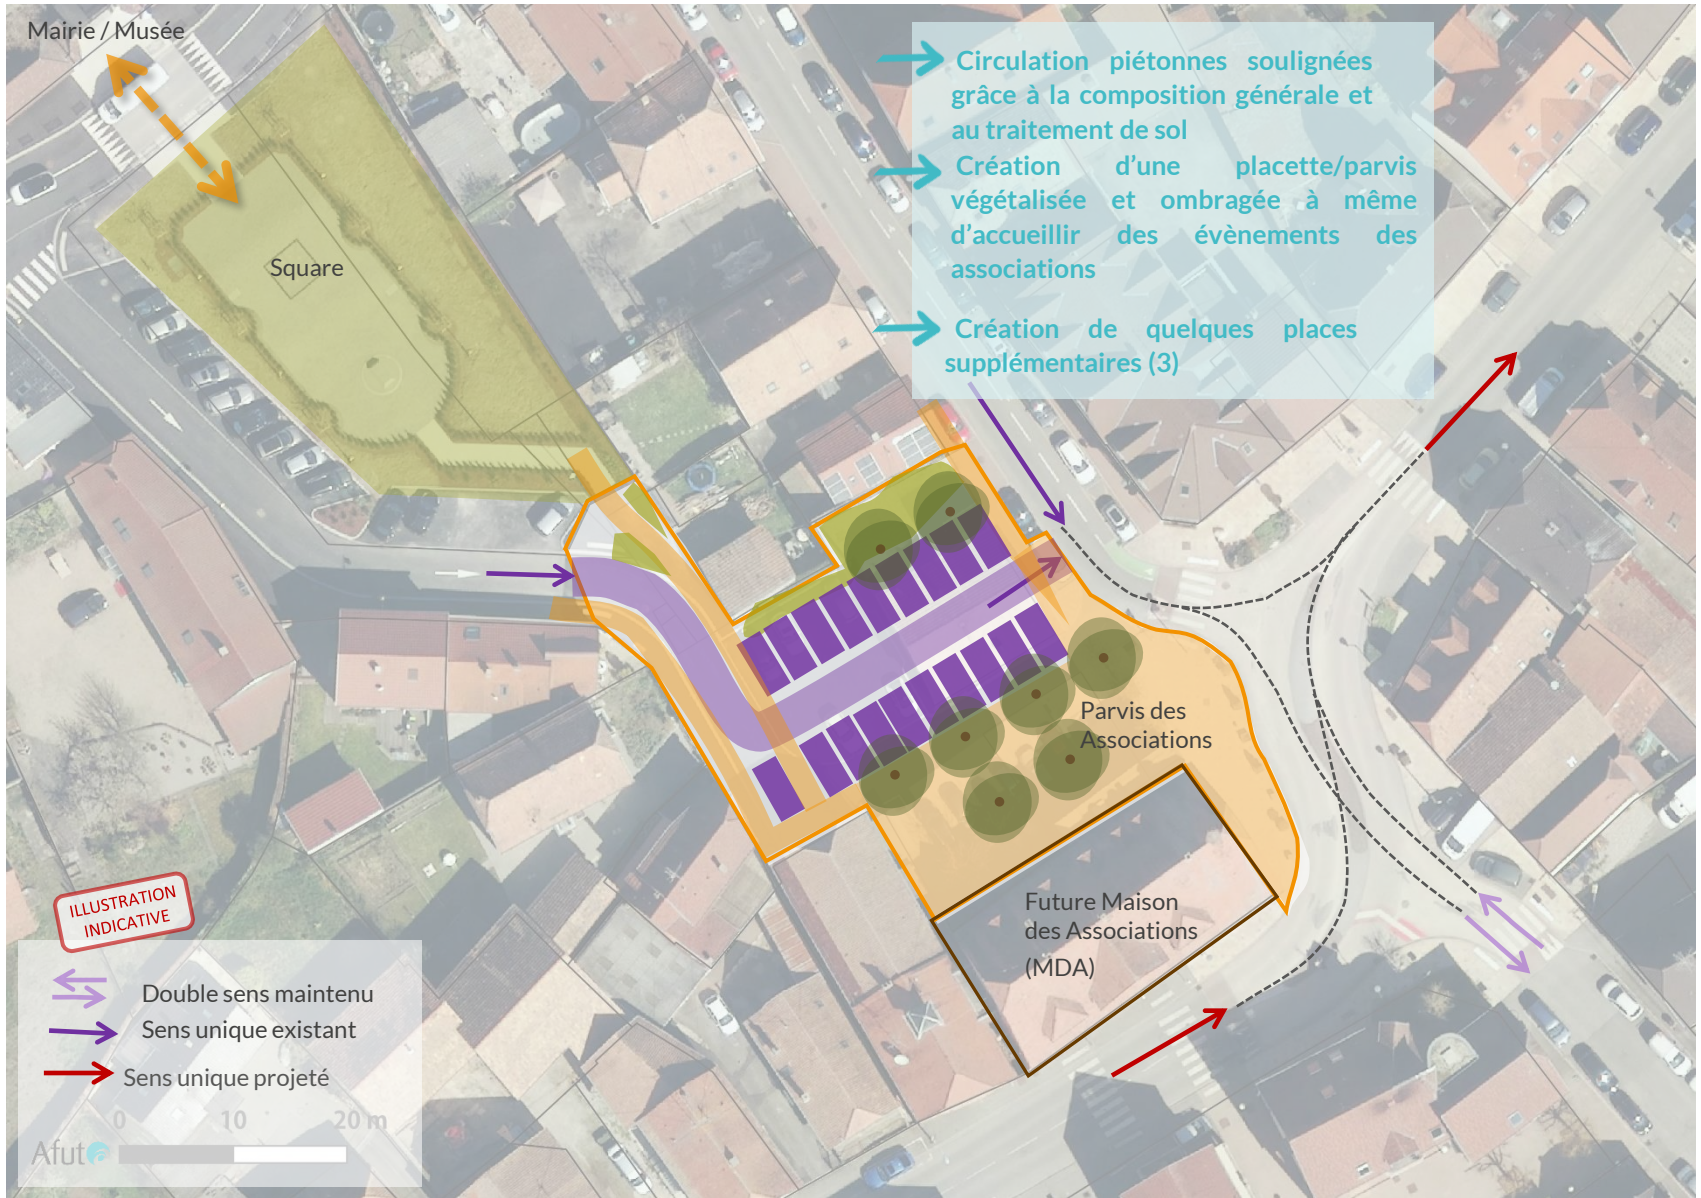 Mairie / Musée
Circulation piétonnes soulignées
grâce à la composition générale et
au traitement de sol
Création d’une placette/parvis
végétalisée et ombragée à même
d’accueillir des évènements des
associations
Création de quelques places
supplémentaires (3)
Square
Parvis des
Associations
Future Maison
des Associations
(MDA)
ILLUSTRATION
INDICATIVE
Double sens maintenu
Sens unique existant
Sens unique projeté
0 10 20 m
Afut